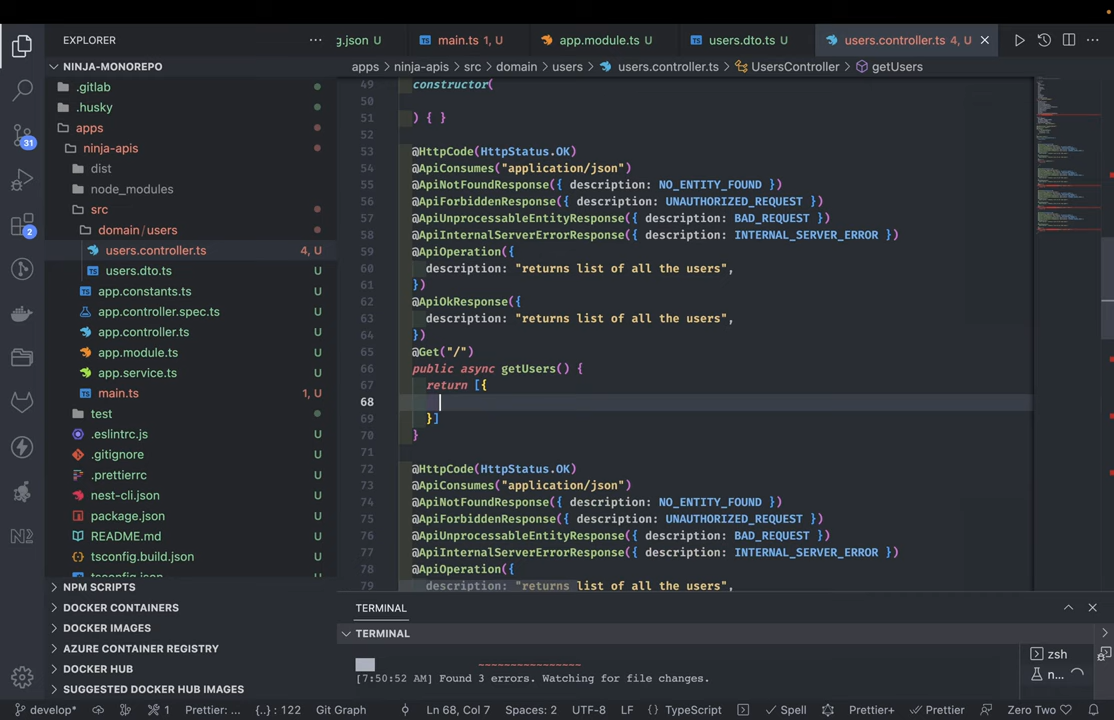 EXPLORER
g.json U
main.ts 1, U
app.module.ts U
users.dto.ts U
users.controller.ts 4, U
NINJA-MONOREPO
apps › ninja-apis › src › domain › users › users.controller.ts › UsersController › getUsers
.gitlab
.husky
apps
ninja-apis
dist
node_modules
src
domain / users
users.controller.ts 4, U
users.dto.ts U
app.constants.ts U
app.controller.spec.ts U
app.controller.ts U
app.module.ts U
app.service.ts U
main.ts 1, U
test
.eslintrc.js U
.gitignore U
.prettierrc U
nest-cli.json U
package.json U
README.md U
tsconfig.build.json U
tsconfig.json
NPM SCRIPTS
DOCKER CONTAINERS
DOCKER IMAGES
AZURE CONTAINER REGISTRY
DOCKER HUB
SUGGESTED DOCKER HUB IMAGES
31
2
49 constructor(
50
51 ) { }
52
53 @HttpCode(HttpStatus.OK)
54 @ApiConsumes("application/json")
55 @ApiNotFoundResponse({ description: NO_ENTITY_FOUND })
56 @ApiForbiddenResponse({ description: UNAUTHORIZED_REQUEST })
57 @ApiUnprocessableEntityResponse({ description: BAD_REQUEST })
58 @ApiInternalServerErrorResponse({ description: INTERNAL_SERVER_ERROR })
59 @ApiOperation({
60 description: "returns list of all the users",
61 })
62 @ApiOkResponse({
63 description: "returns list of all the users",
64 })
65 @Get("/")
66 public async getUsers() {
67 return [{
68
69 }]
70 }
71
72 @HttpCode(HttpStatus.OK)
73 @ApiConsumes("application/json")
74 @ApiNotFoundResponse({ description: NO_ENTITY_FOUND })
75 @ApiForbiddenResponse({ description: UNAUTHORIZED_REQUEST })
76 @ApiUnprocessableEntityResponse({ description: BAD_REQUEST })
77 @ApiInternalServerErrorResponse({ description: INTERNAL_SERVER_ERROR })
78 @ApiOperation({
79 description: "returns list of all the users",
TERMINAL
TERMINAL
[7:50:52 AM] Found 3 errors. Watching for file changes.
zsh
n...
develop* 1 Prettier: ... {..} : 122 Git Graph Ln 68, Col 7 Spaces: 2 UTF-8 LF {} TypeScript Spell Prettier+ Prettier Zero Two